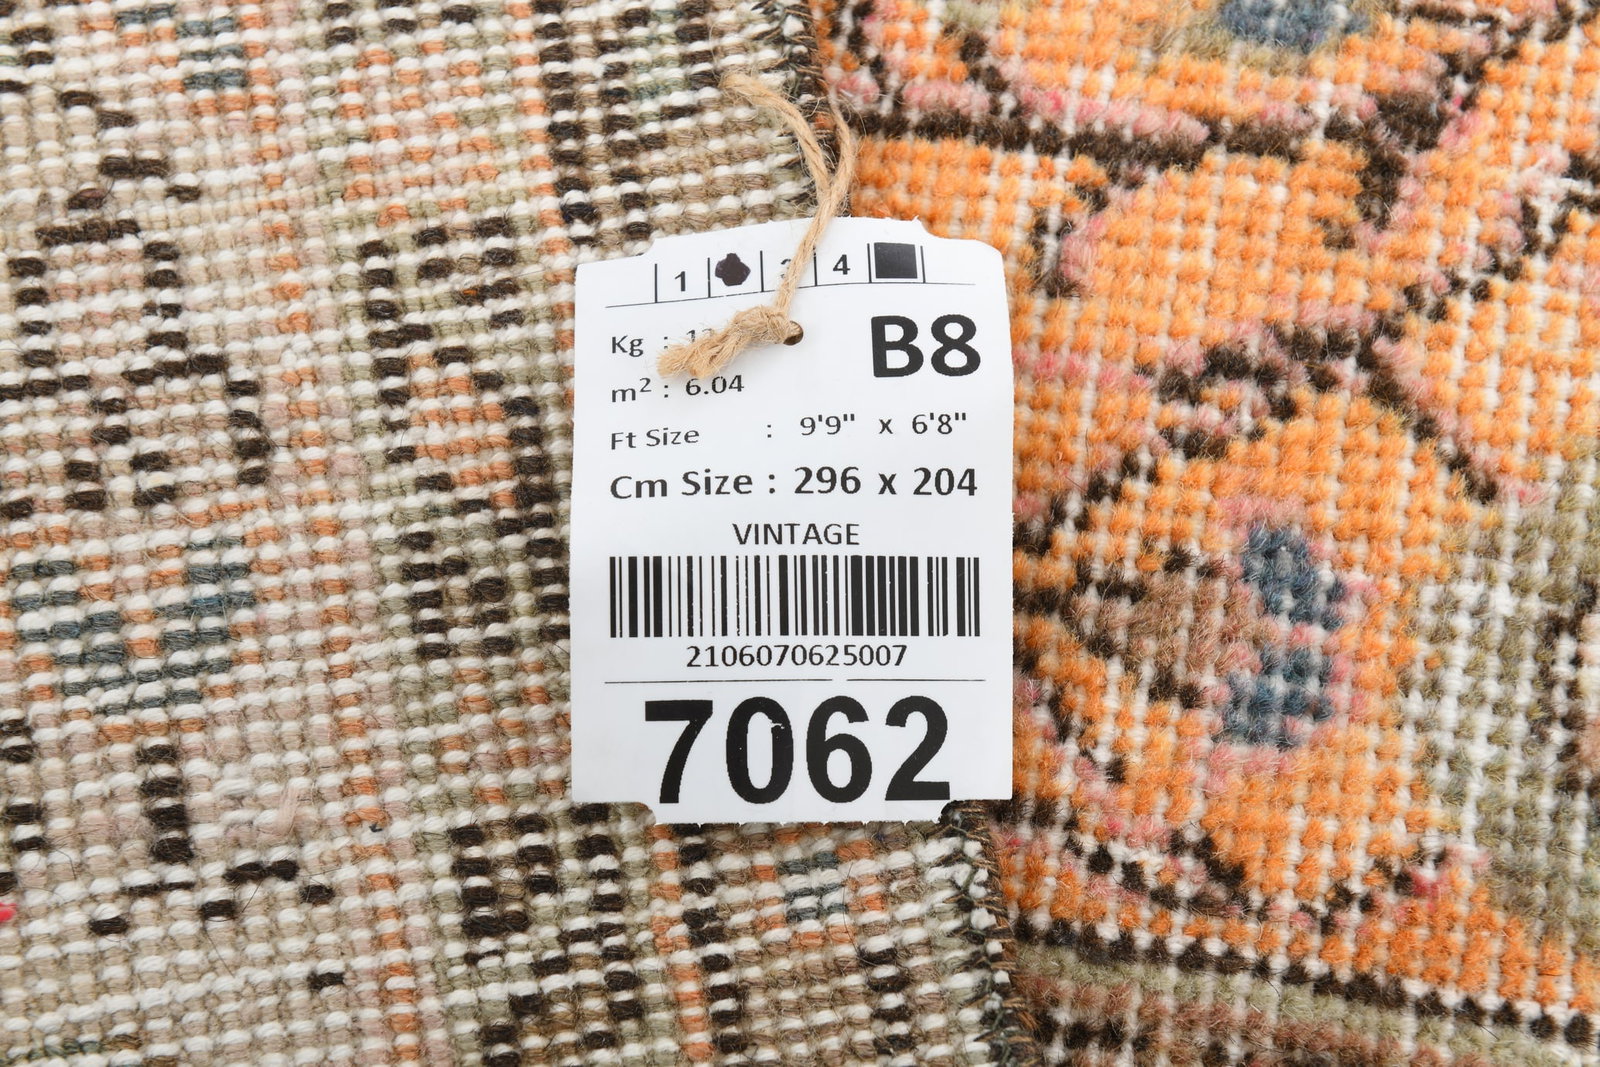 1 4
Kg :
B8
m² : 6.04
Ft Size : 9'9" x 6'8"
Cm Size : 296 x 204
VINTAGE
2106070625007
7062